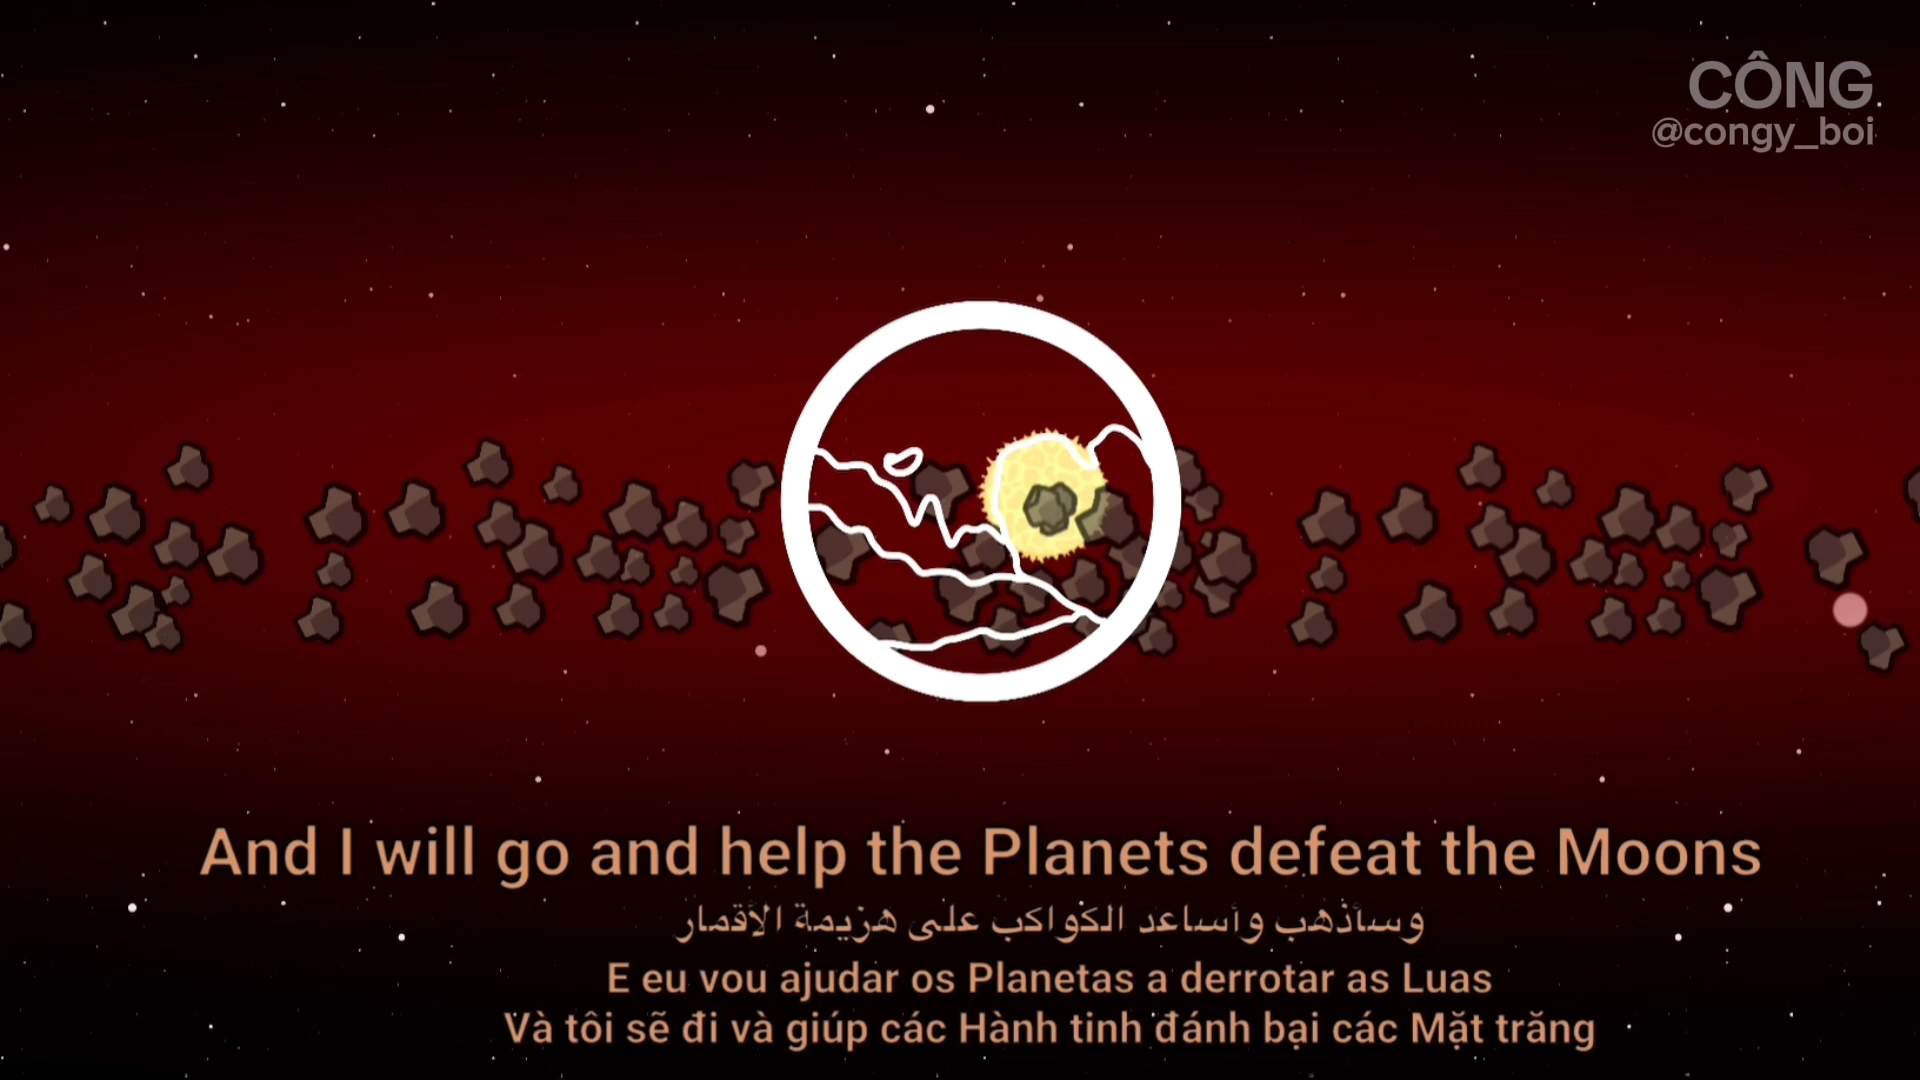 CÔNG
@congy_boi
And I will go and help the Planets defeat the Moons
وسأذهب وأساعد الكواكب على هزيمة الأقمار
E eu vou ajudar os Planetas a derrotar as Luas
Và tôi sẽ đi và giúp các Hành tinh đánh bại các Mặt trăng